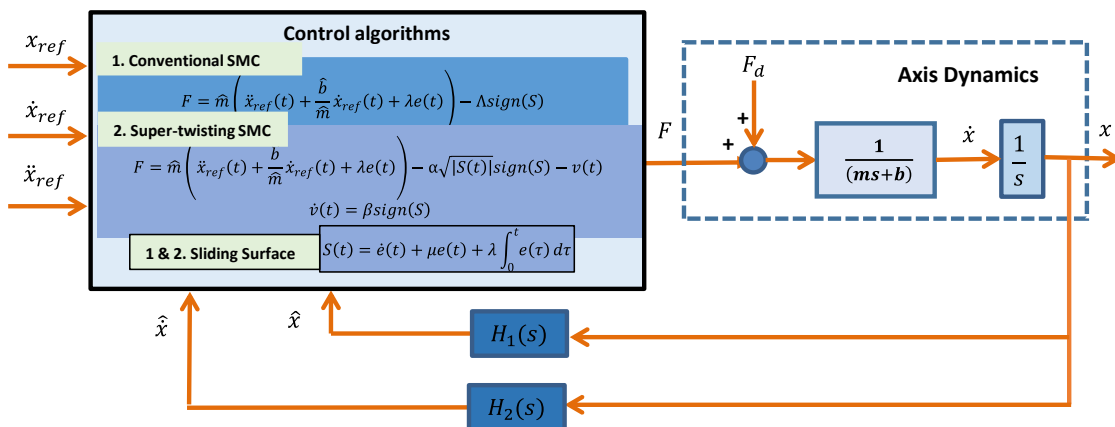 Control algorithms
x_ref
1. Conventional SMC
F = m̂(ẍ_ref(t) + b̂/m̂ ẋ_ref(t) + λe(t)) − Λsign(S)
ẋ_ref
2. Super-twisting SMC
F = m̂(ẍ_ref(t) + b/m̂ ẋ_ref(t) + λe(t)) − α√|S(t)|sign(S) − v(t)
ẍ_ref
v̇(t) = βsign(S)
1 & 2. Sliding Surface
S(t) = ė(t) + μe(t) + λ∫₀ᵗ e(τ) dτ
F
F_d
Axis Dynamics
+
+
1/(ms+b)
ẋ
1/s
x
x̂
H₁(s)
ẋ̂
H₂(s)